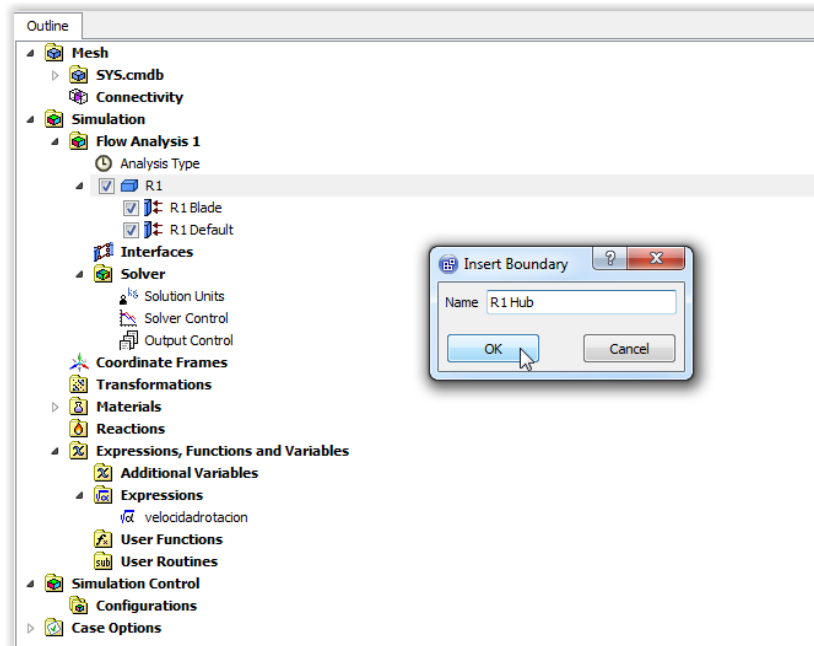 Outline
Mesh
SYS.cmdb
Connectivity
Simulation
Flow Analysis 1
Analysis Type
R1
R1 Blade
R1 Default
Interfaces
Insert Boundary
Solver
Name R1 Hub
Solution Units
Solver Control
Output Control
OK Cancel
Coordinate Frames
Transformations
Materials
Reactions
Expressions, Functions and Variables
Additional Variables
Expressions
velocidadrotacion
User Functions
User Routines
Simulation Control
Configurations
Case Options